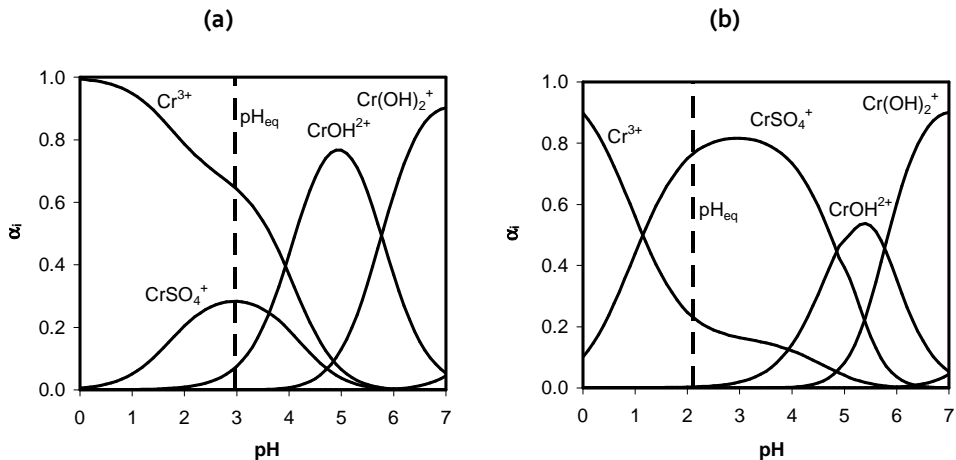 (a)
1.0
0.8
0.6
0.4
0.2
0.0
αi
0 1 2 3 4 5 6 7
pH
Cr³⁺
pHeq
CrSO₄⁺
CrOH²⁺
Cr(OH)₂⁺
(b)
1.0
0.8
0.6
0.4
0.2
0.0
αi
0 1 2 3 4 5 6 7
pH
Cr³⁺
pHeq
CrSO₄⁺
CrOH²⁺
Cr(OH)₂⁺